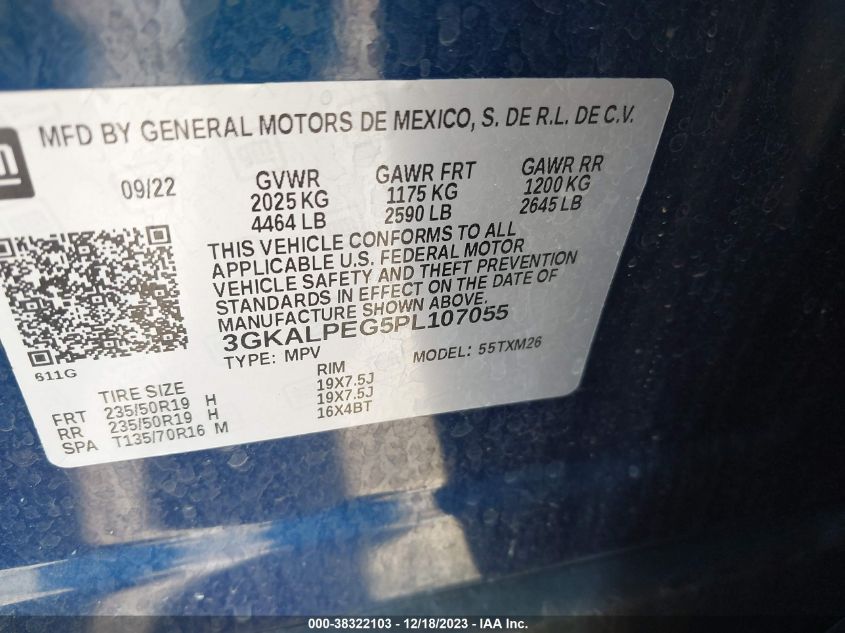 MFD BY GENERAL MOTORS DE MEXICO, S. DE R.L. DE C.V.
09/22 GVWR GAWR FRT GAWR RR
2025 KG 1175 KG 1200 KG
4464 LB 2590 LB 2645 LB
THIS VEHICLE CONFORMS TO ALL
APPLICABLE U.S. FEDERAL MOTOR
VEHICLE SAFETY AND THEFT PREVENTION
STANDARDS IN EFFECT ON THE DATE OF
MANUFACTURE SHOWN ABOVE.
3GKALPEG5PL107055
TYPE: MPV MODEL: 55TXM26
611G
TIRE SIZE RIM
FRT 235/50R19 H 19X7.5J
RR 235/50R19 H 19X7.5J
SPA T135/70R16 M 16X4BT
000-38322103 - 12/18/2023 - IAA Inc.